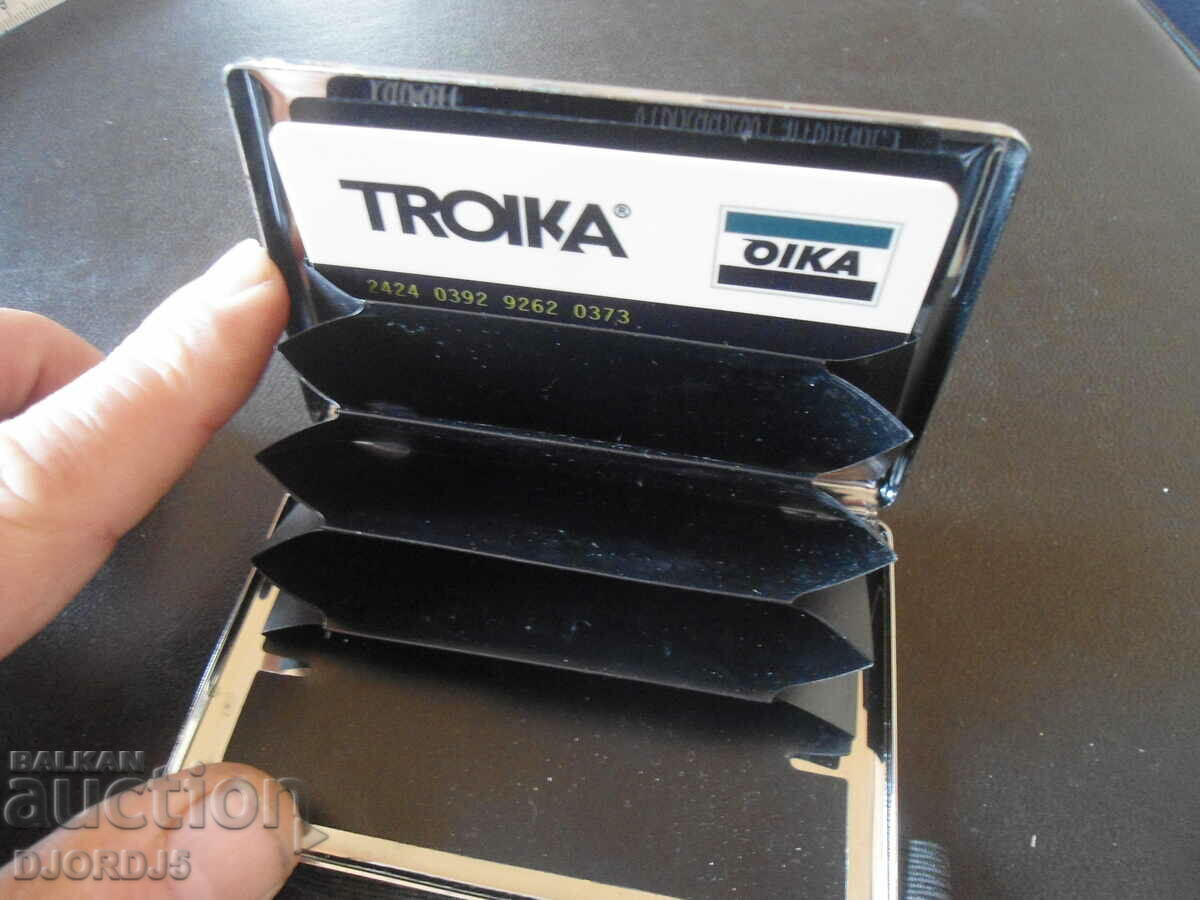 TROIKA®
OIKA
2424 0392 9262 0373
BALKAN
auction
DJORDJ5